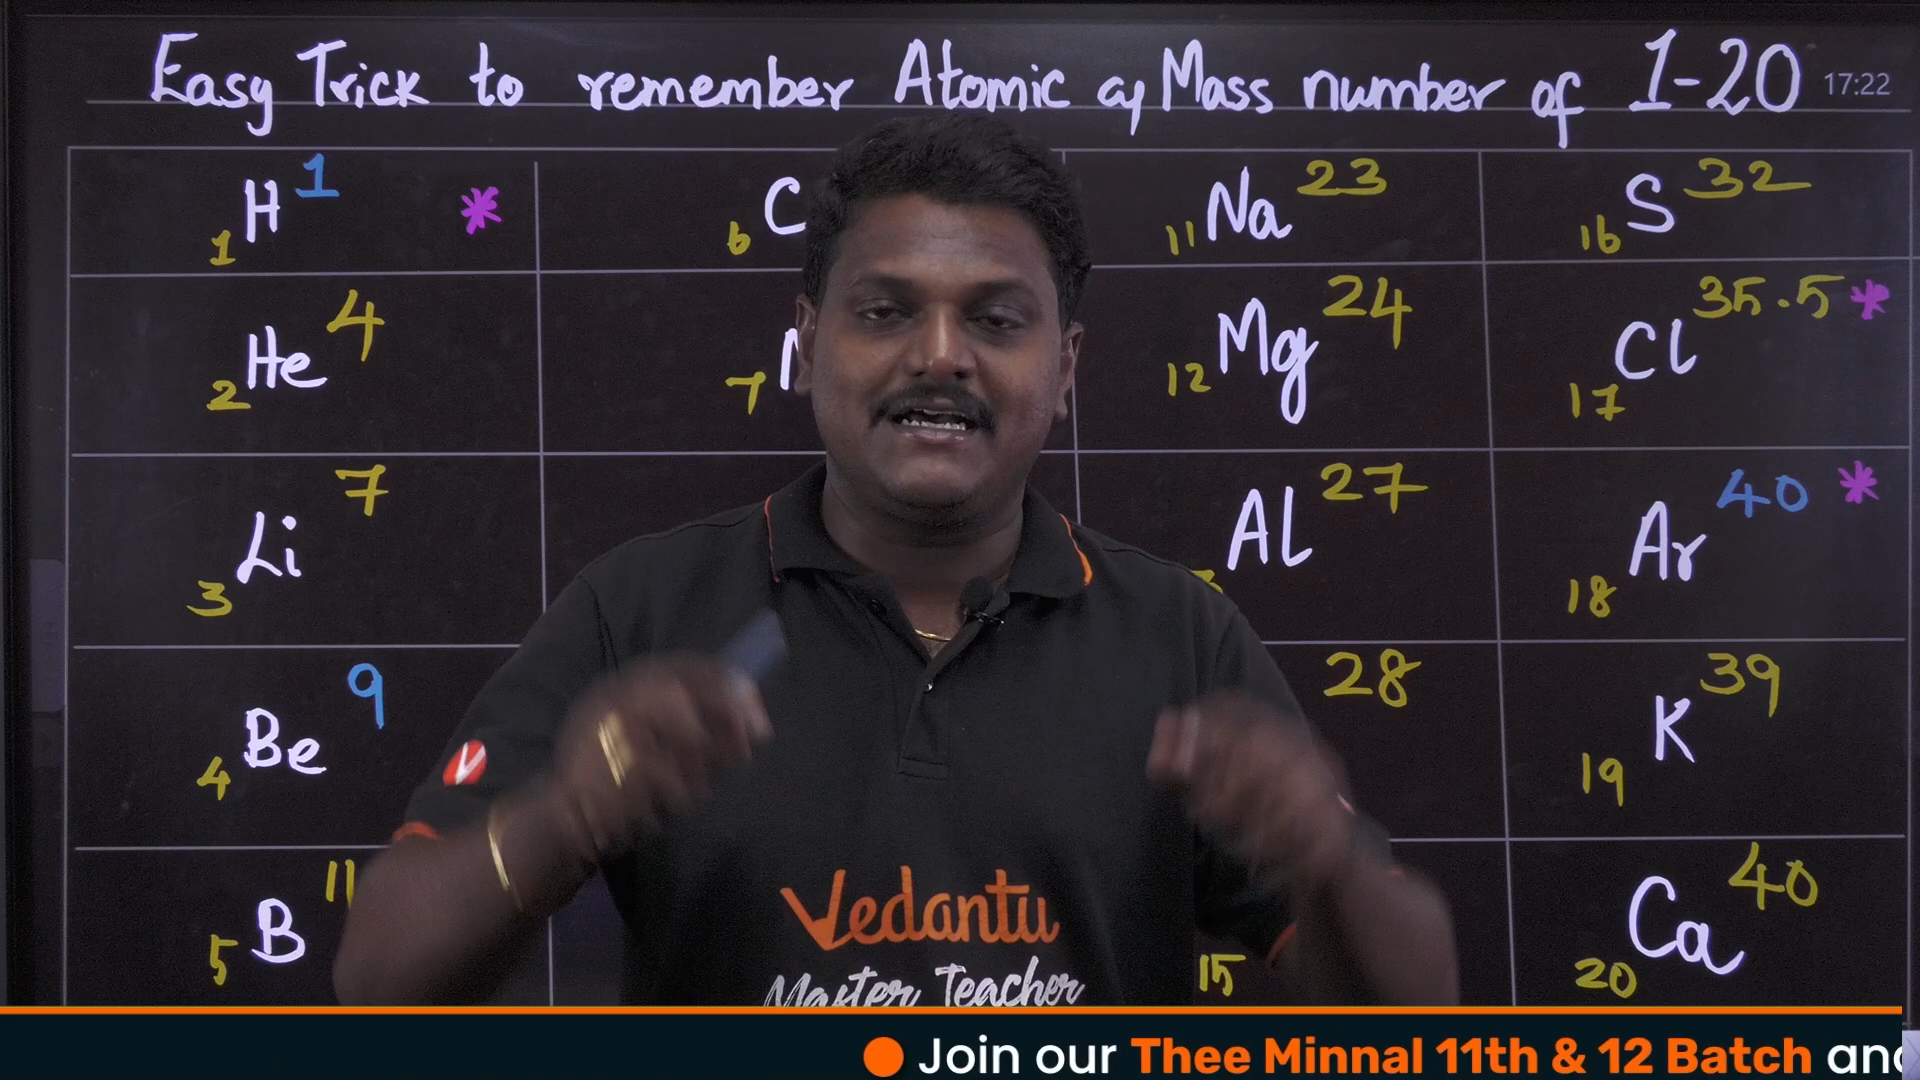 Easy Trick to remember Atomic & Mass number of 1-20 17:22
1 H 1 *
6 C
11 Na 23
16 S 32
2 He 4
7
12 Mg 24
17 Cl 35.5 *
3 Li 7
Al 27
18 Ar 40 *
4 Be 9
28
19 K 39
5 B 11
15
20 Ca 40
V
Vedantu
Master Teacher
Join our Thee Minnal 11th & 12 Batch